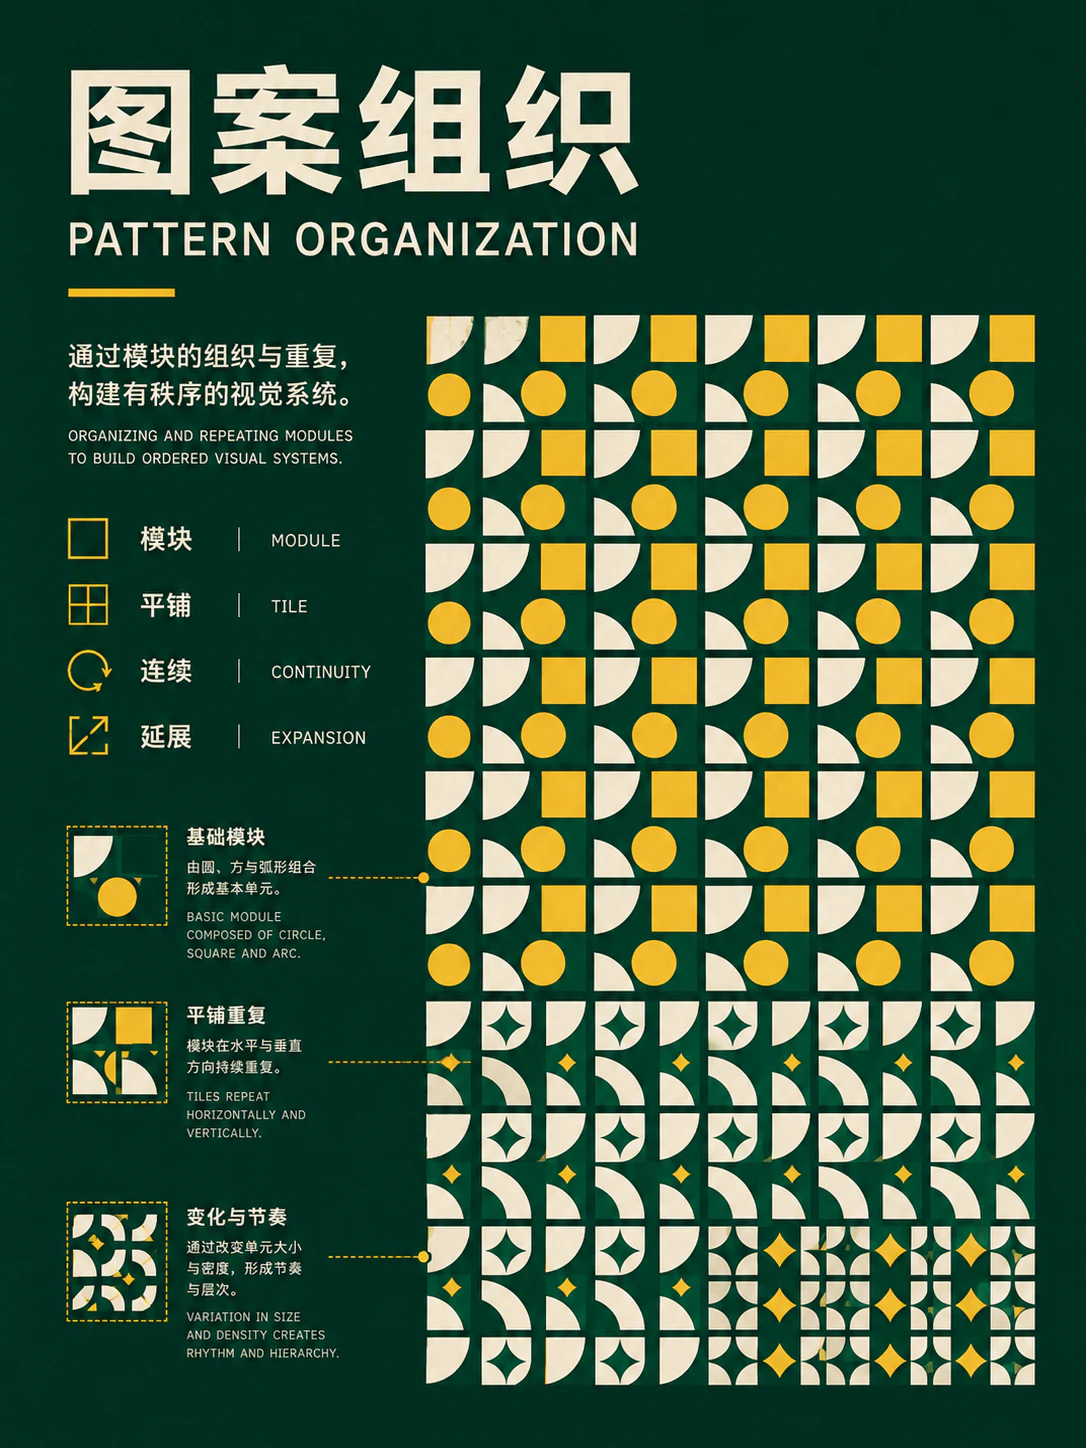 图案组织
PATTERN ORGANIZATION
通过模块的组织与重复，
构建有秩序的视觉系统。
ORGANIZING AND REPEATING MODULES
TO BUILD ORDERED VISUAL SYSTEMS.
模块 | MODULE
平铺 | TILE
连续 | CONTINUITY
延展 | EXPANSION
基础模块
由圆、方与弧形组合
形成基本单元。
BASIC MODULE
COMPOSED OF CIRCLE,
SQUARE AND ARC.
平铺重复
模块在水平与垂直
方向持续重复。
TILES REPEAT
HORIZONTALLY AND
VERTICALLY.
变化与节奏
通过改变单元大小
与密度，形成节奏
与层次。
VARIATION IN SIZE
AND DENSITY CREATES
RHYTHM AND HIERARCHY.